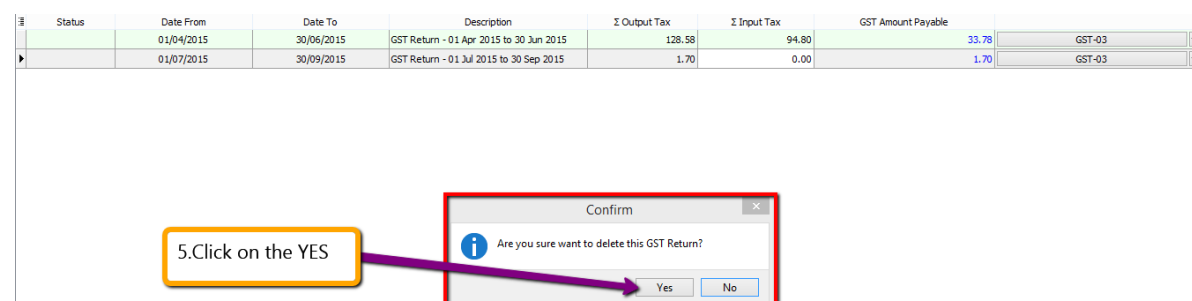 Status Date From Date To Description Σ Output Tax Σ Input Tax GST Amount Payable
01/04/2015 30/06/2015 GST Return - 01 Apr 2015 to 30 Jun 2015 128.58 94.80 33.78 GST-03
01/07/2015 30/09/2015 GST Return - 01 Jul 2015 to 30 Sep 2015 1.70 0.00 1.70 GST-03
Confirm
Are you sure want to delete this GST Return?
5.Click on the YES
Yes No